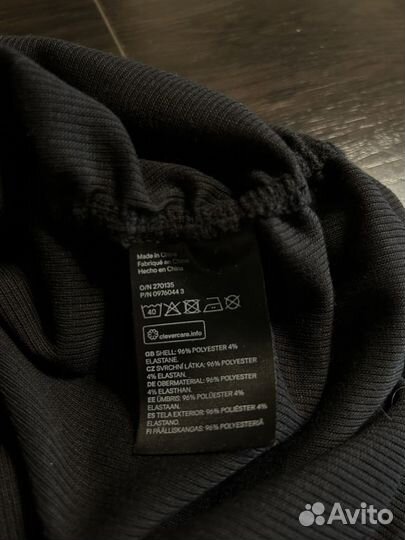 Made in China
Fabriqué en Chine
Hecho en China
O/N 270135
P/N 0976044 3
40
clevercare.info
GB SHELL: 96% POLYESTER 4%
ELASTANE.
CZ SVRCHNÍ LÁTKA: 96% POLYESTER
4% ELASTAN.
DE OBERMATERIAL: 96% POLYESTER
4% ELASTHAN.
EE ÜMBRIS: 96% POLÜESTER 4%
ELASTAAN.
ES TELA EXTERIOR: 96% POLIÉSTER 4%
ELASTANO.
FI PÄÄLLISKANGAS: 96% POLYESTERIÄ
Avito